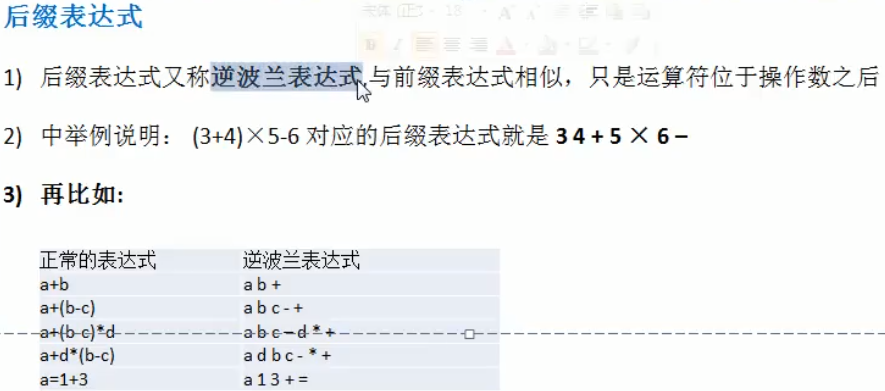 后缀表达式
1) 后缀表达式又称逆波兰表达式,与前缀表达式相似，只是运算符位于操作数之后
2) 中举例说明： (3+4)×5-6 对应的后缀表达式就是 3 4 + 5 × 6 –
3) 再比如:
正常的表达式 逆波兰表达式
a+b a b +
a+(b-c) a b c - +
a+(b-c)*d a b c – d * +
a+d*(b-c) a d b c - * +
a=1+3 a 1 3 + =